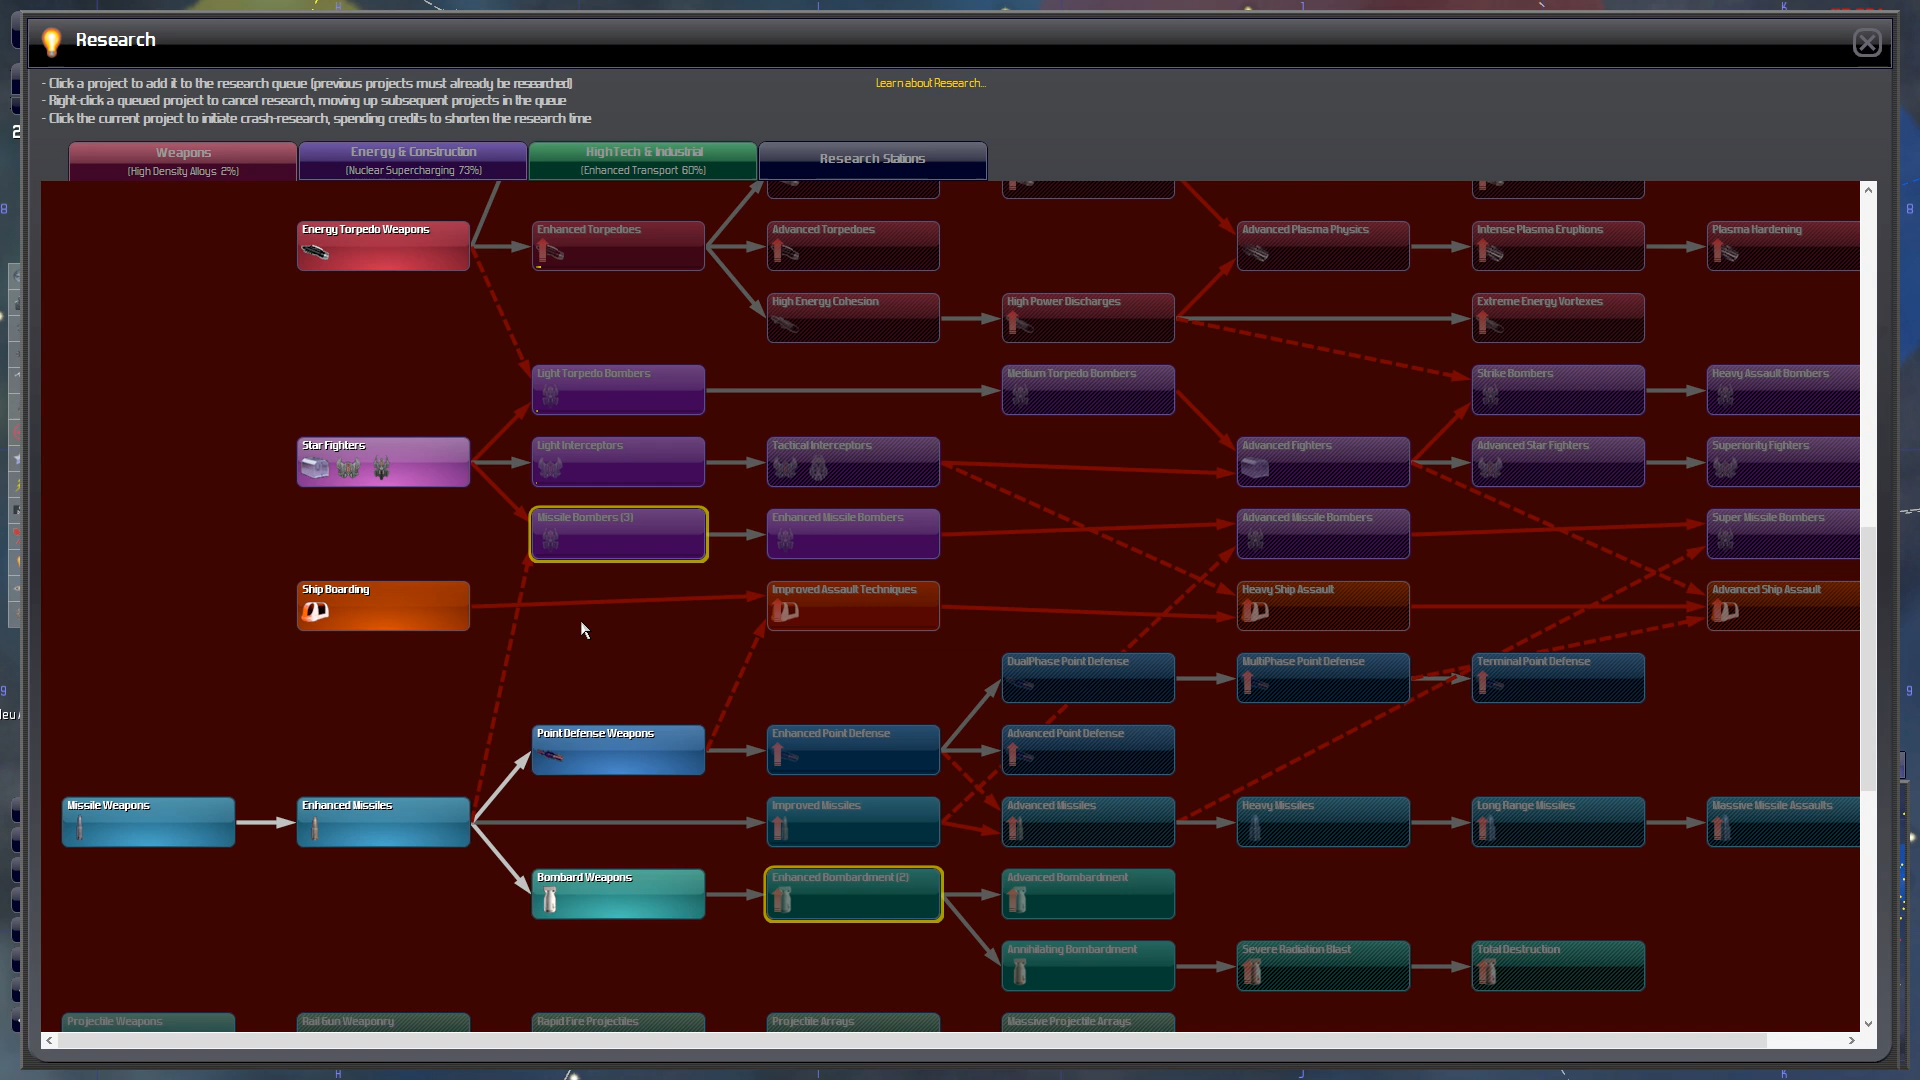 Research
- Click a project to add it to the research queue (previous projects must already be researched)
- Right-click a queued project to cancel research, moving up subsequent projects in the queue
- Click the current project to initiate crash-research, spending credits to shorten the research time
Learn about Research...
Weapons
(High Density Alloys 2%)
Energy & Construction
(Nuclear Supercharging 73%)
HighTech & Industrial
(Enhanced Transport 60%)
Research Stations
Energy Torpedo Weapons
Enhanced Torpedoes
Advanced Torpedoes
Advanced Plasma Physics
Intense Plasma Eruptions
Plasma Hardening
High Energy Cohesion
High Power Discharges
Extreme Energy Vortexes
Light Torpedo Bombers
Medium Torpedo Bombers
Strike Bombers
Heavy Assault Bombers
Star Fighters
Light Interceptors
Tactical Interceptors
Advanced Fighters
Advanced Star Fighters
Superiority Fighters
Missile Bombers (3)
Enhanced Missile Bombers
Advanced Missile Bombers
Super Missile Bombers
Ship Boarding
Improved Assault Techniques
Heavy Ship Assault
Advanced Ship Assault
DualPhase Point Defense
MultiPhase Point Defense
Terminal Point Defense
Point Defense Weapons
Enhanced Point Defense
Advanced Point Defense
Missile Weapons
Enhanced Missiles
Improved Missiles
Advanced Missiles
Heavy Missiles
Long Range Missiles
Massive Missile Assaults
Bombard Weapons
Enhanced Bombardment (2)
Advanced Bombardment
Annihilating Bombardment
Severe Radiation Blast
Total Destruction
Projectile Weapons
Rail Gun Weaponry
Rapid Fire Projectiles
Projectile Arrays
Massive Projectile Arrays